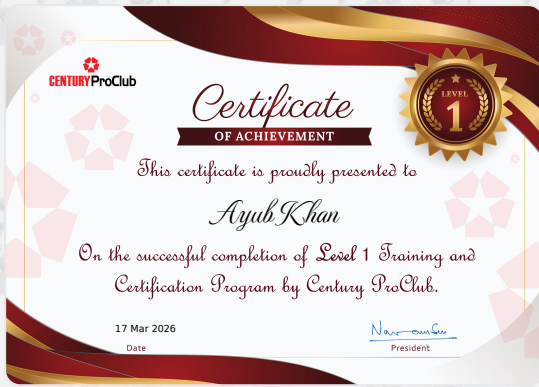 CENTURY ProClub
Certificate
OF ACHIEVEMENT
LEVEL
1
This certificate is proudly presented to
Ayub Khan
On the successful completion of Level 1 Training and
Certification Program by Century ProClub.
17 Mar 2026
Date
President